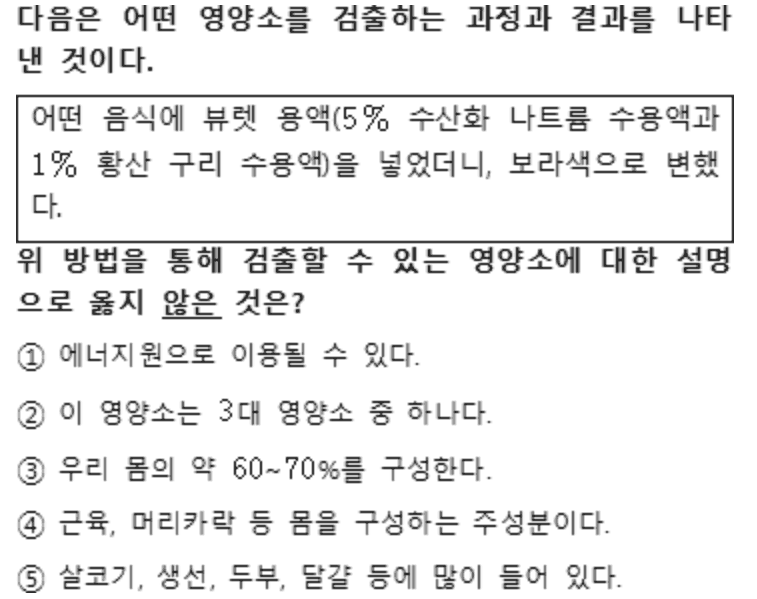 다음은 어떤 영양소를 검출하는 과정과 결과를 나타
낸 것이다.
어떤 음식에 뷰렛 용액(5% 수산화 나트륨 수용액과
1% 황산 구리 수용액)을 넣었더니, 보라색으로 변했
다.
위 방법을 통해 검출할 수 있는 영양소에 대한 설명
으로 옳지 않은 것은?
① 에너지원으로 이용될 수 있다.
② 이 영양소는 3대 영양소 중 하나다.
③ 우리 몸의 약 60~70%를 구성한다.
④ 근육, 머리카락 등 몸을 구성하는 주성분이다.
⑤ 살코기, 생선, 두부, 달걀 등에 많이 들어 있다.